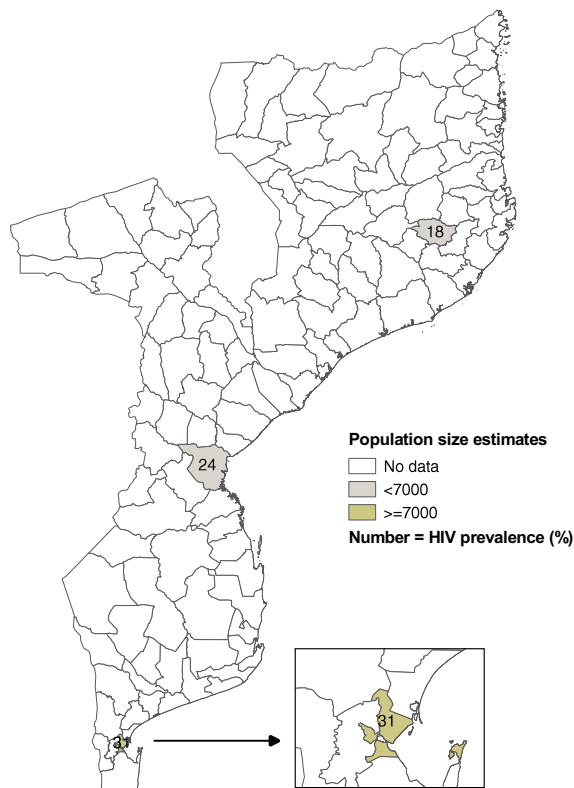 18
24
Population size estimates
No data
<7000
>=7000
Number = HIV prevalence (%)
31
31